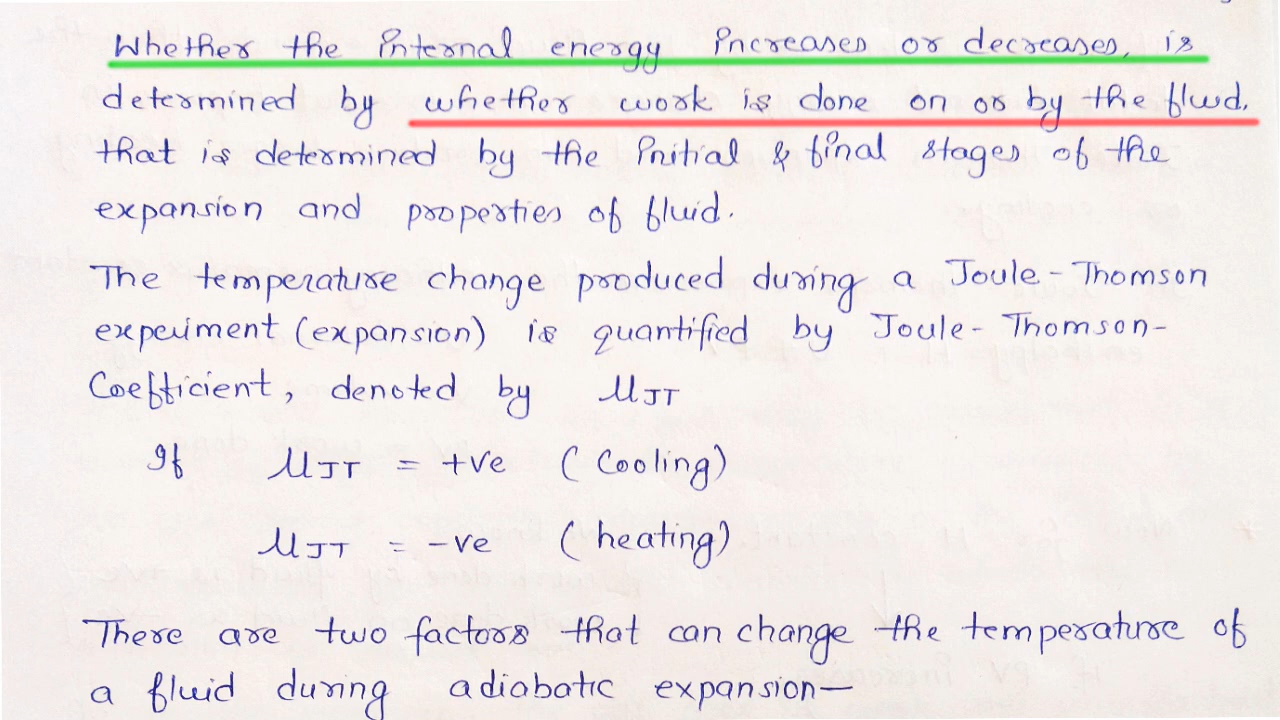 Whether the internal energy increases or decreases, is
determined by whether work is done on or by the fluid.
that is determined by the initial & final stages of the
expansion and properties of fluid.
The temperature change produced during a Joule-Thomson
experiment (expansion) is quantified by Joule-Thomson-
Coefficient, denoted by μJT
If μJT = +ve (Cooling)
μJT = -ve (heating)
There are two factors that can change the temperature of
a fluid during adiabatic expansion—